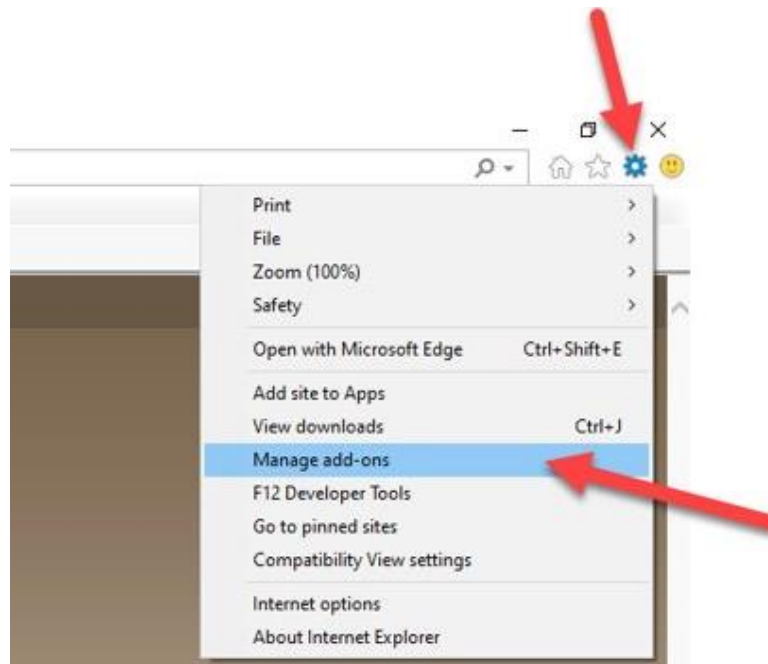 Print
File
Zoom (100%)
Safety
Open with Microsoft Edge Ctrl+Shift+E
Add site to Apps
View downloads Ctrl+J
Manage add-ons
F12 Developer Tools
Go to pinned sites
Compatibility View settings
Internet options
About Internet Explorer